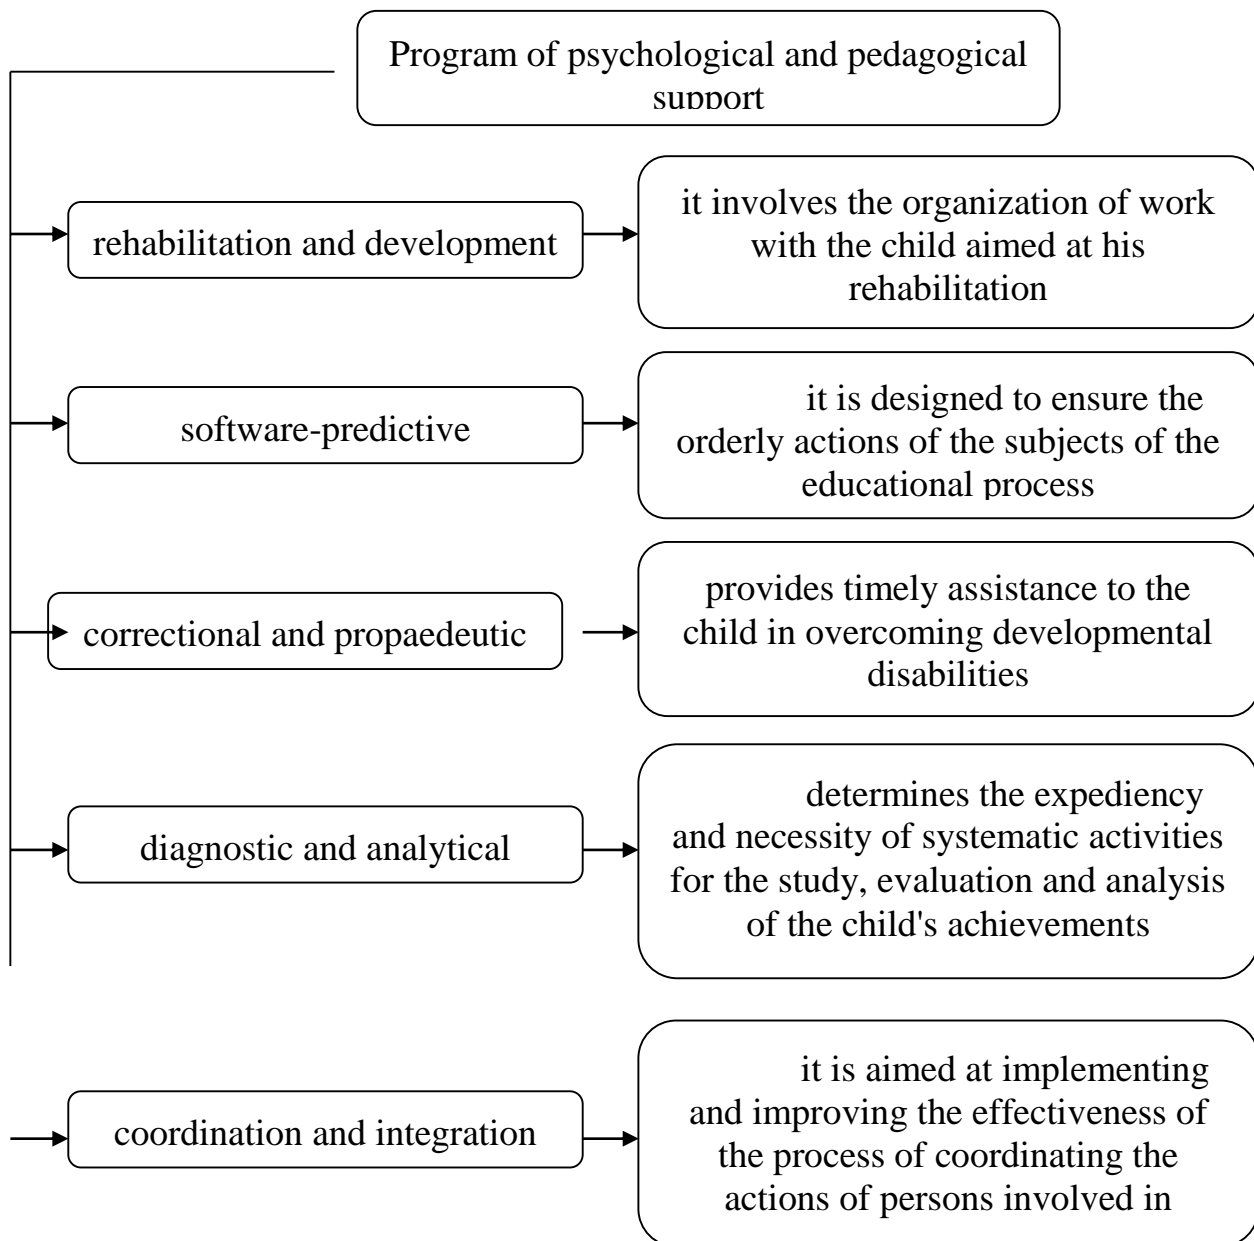 Program of psychological and pedagogical
support
rehabilitation and development
it involves the organization of work
with the child aimed at his
rehabilitation
software-predictive
it is designed to ensure the
orderly actions of the subjects of the
educational process
correctional and propaedeutic
provides timely assistance to the
child in overcoming developmental
disabilities
diagnostic and analytical
determines the expediency
and necessity of systematic activities
for the study, evaluation and analysis
of the child's achievements
coordination and integration
it is aimed at implementing
and improving the effectiveness of
the process of coordinating the
actions of persons involved in